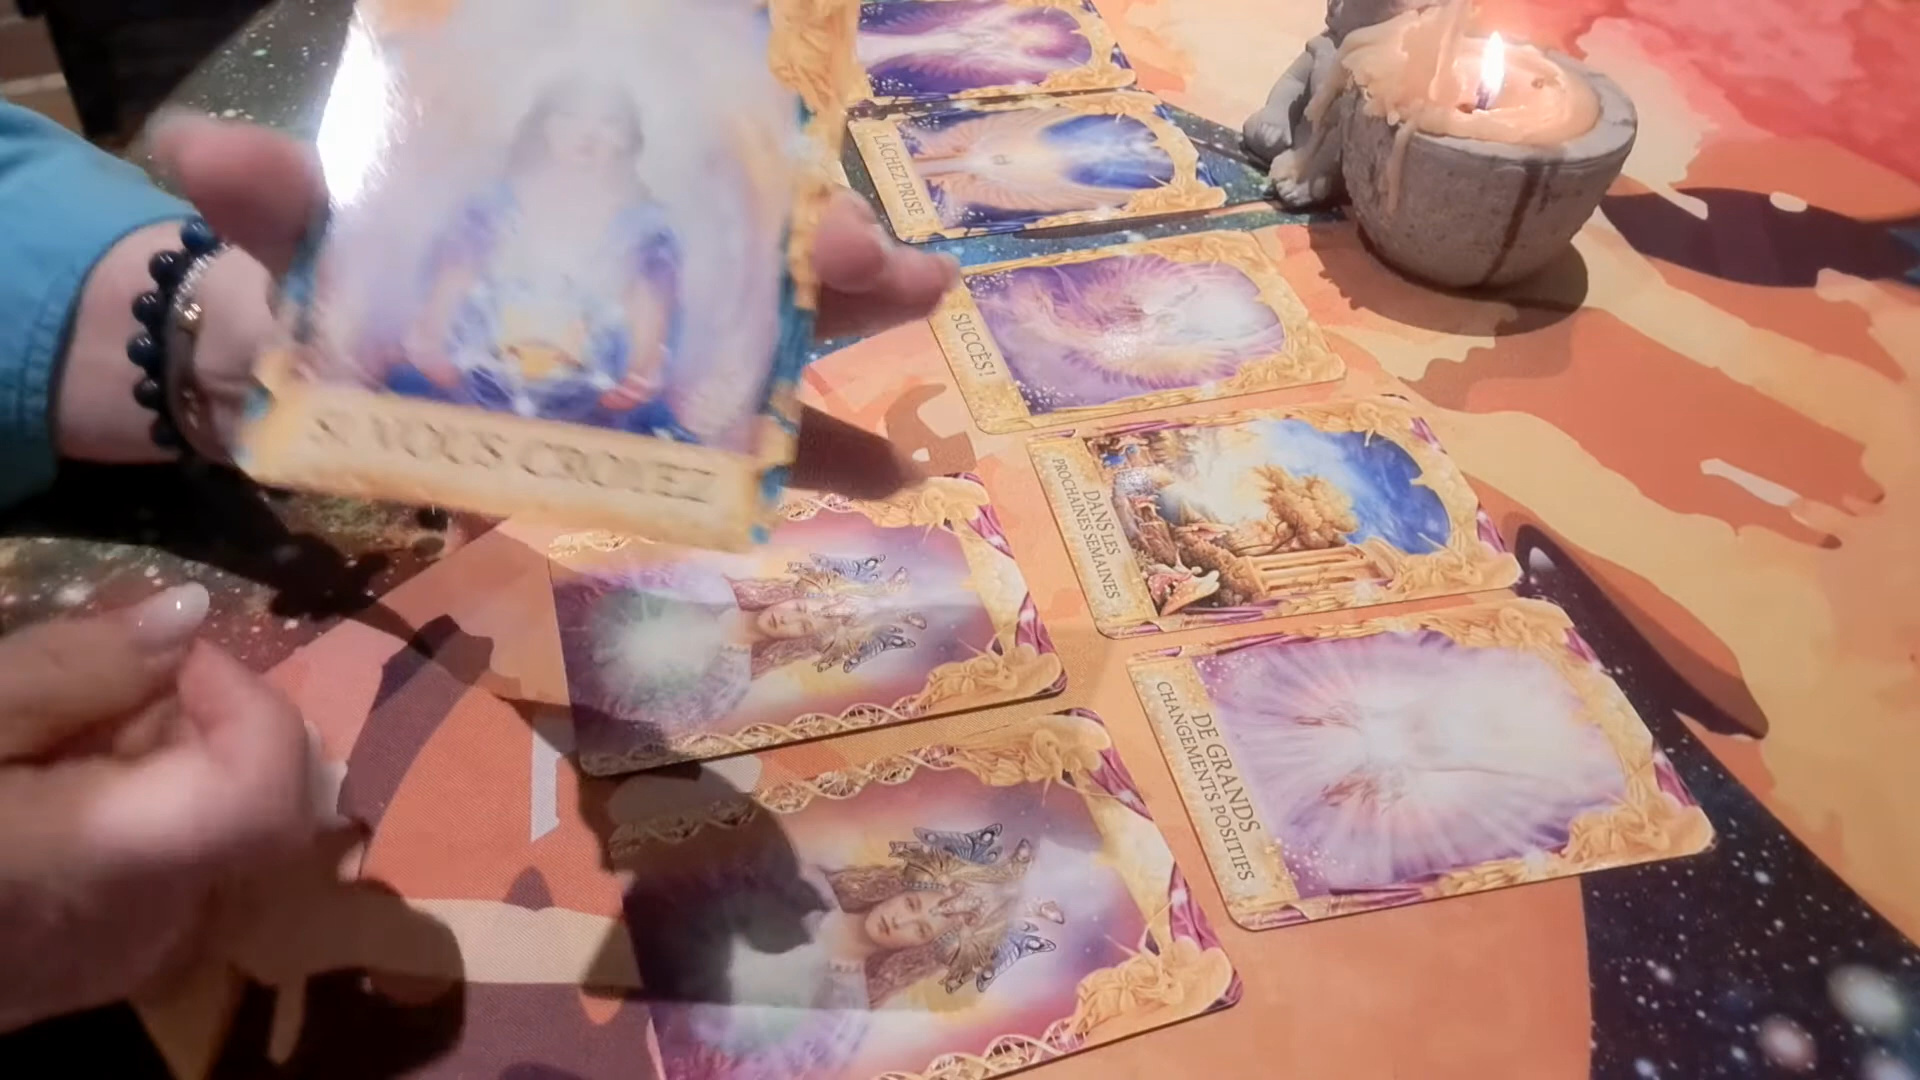 SI VOUS CROYEZ
LÂCHEZ PRISE
SUCCÈS !
DANS LES
PROCHAINES SEMAINES
DE GRANDS
CHANGEMENTS POSITIFS